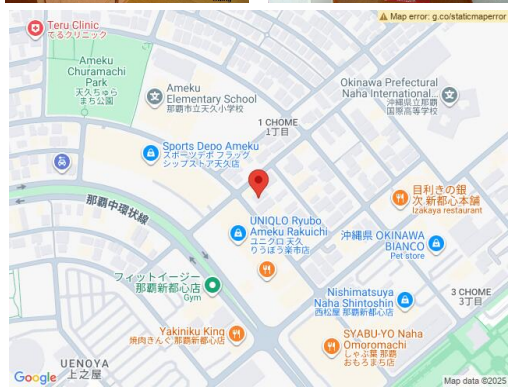 Map error: g.co/staticmaperror
Teru Clinic
てるクリニック
Ameku
Churamachi
Park
天久ちゅら
まち公園
Ameku
Elementary School
那覇市立天久小学校
Okinawa Prefectural
Naha International...
沖縄県立那覇
国際高等学校
1 CHOME
1丁目
Sports Depo Ameku
スポーツデポ フラッグ
シップストア天久店
那覇中環状線
目利きの銀
次 新都心本舗
Izakaya restaurant
UNIQLO Ryubo
Ameku Rakuichi
ユニクロ 天久
りうぼう楽市店
沖縄県 OKINAWA
BIANCO
Pet store
フィットイージー
那覇新都心店
Gym
Nishimatsuya
Naha Shintoshin
西松屋 那覇新都心店
3 CHOME
3丁目
Yakiniku King
焼肉きんぐ 那覇新都心店
SYABU-YO Naha
Omoromachi
しゃぶ葉 那覇
おもろまち店
UENOYA
上之屋
Google
Map data ©2025